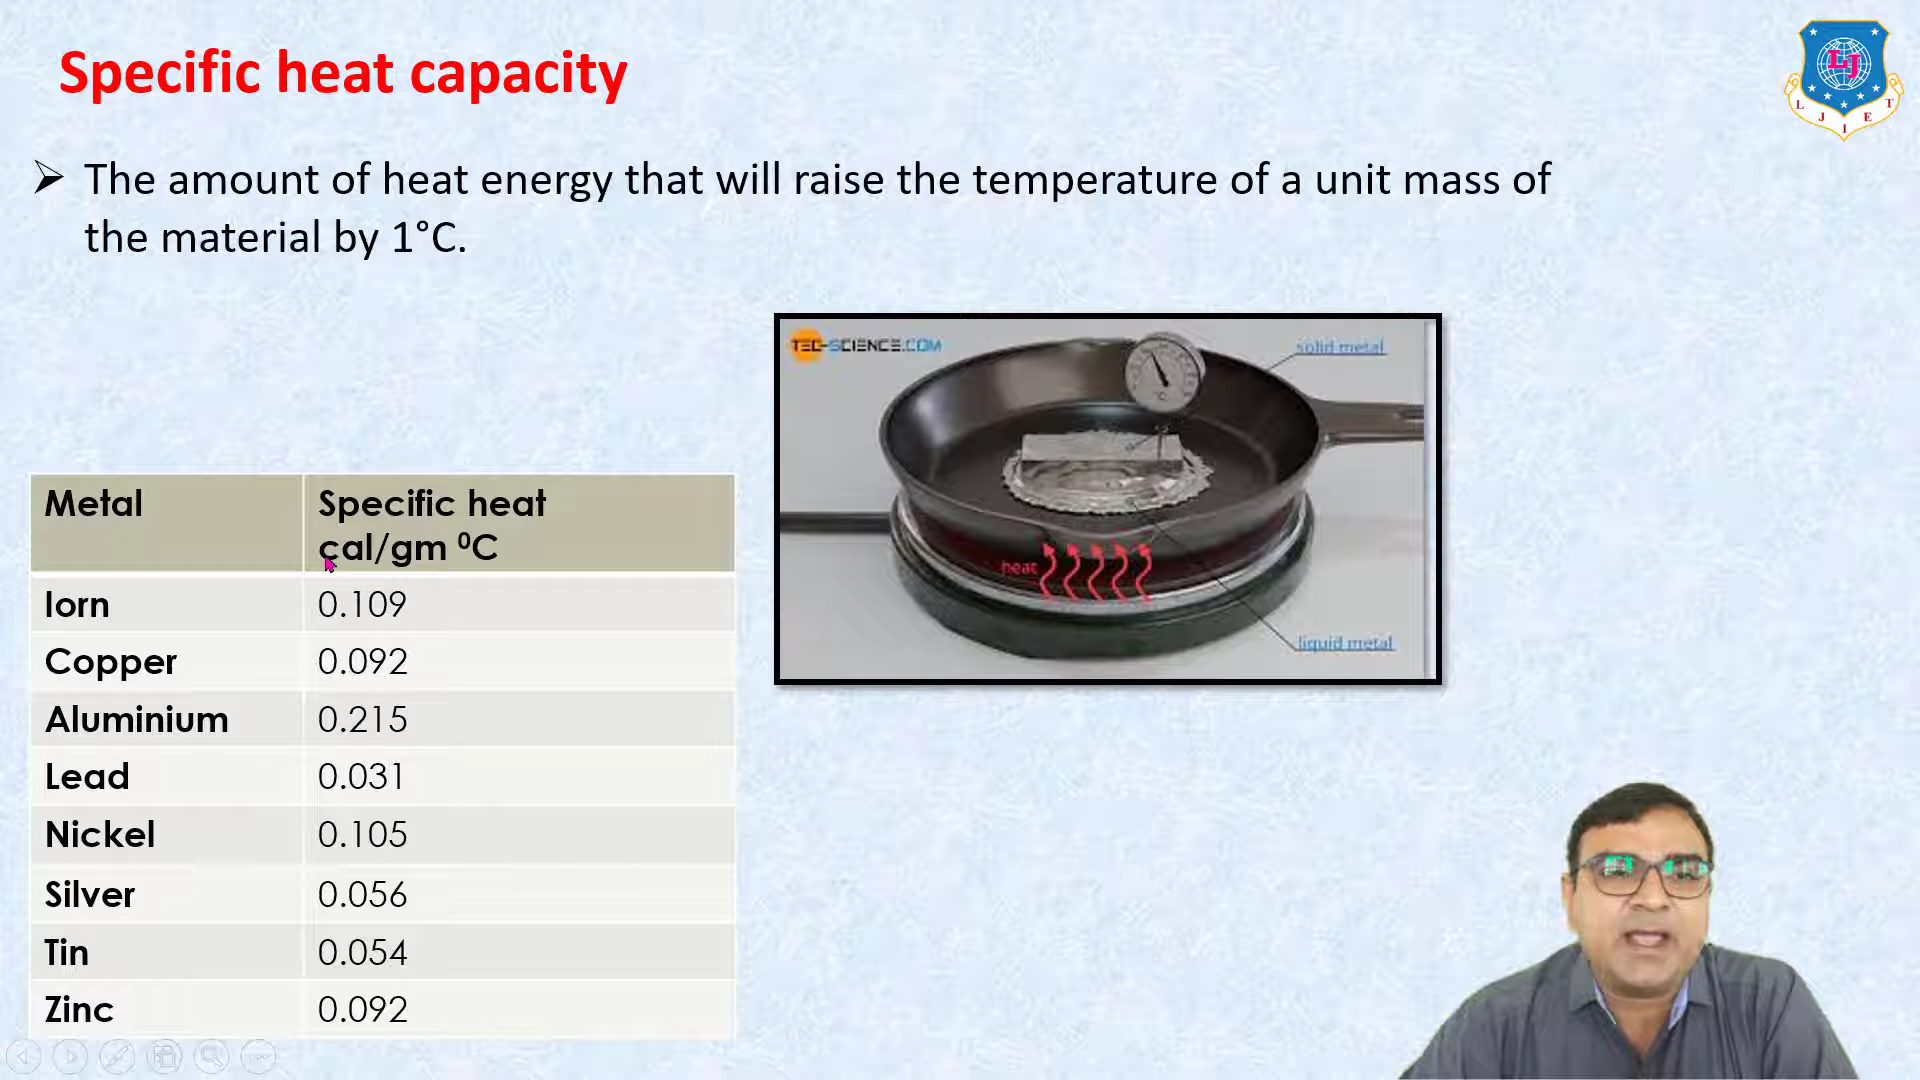 Specific heat capacity
LJ
L J I E T
➢ The amount of heat energy that will raise the temperature of a unit mass of
the material by 1°C.
TEC-SCIENCE.COM
solid metal
°C
heat
liquid metal
Metal Specific heat
cal/gm ⁰C
Iorn 0.109
Copper 0.092
Aluminium 0.215
Lead 0.031
Nickel 0.105
Silver 0.056
Tin 0.054
Zinc 0.092